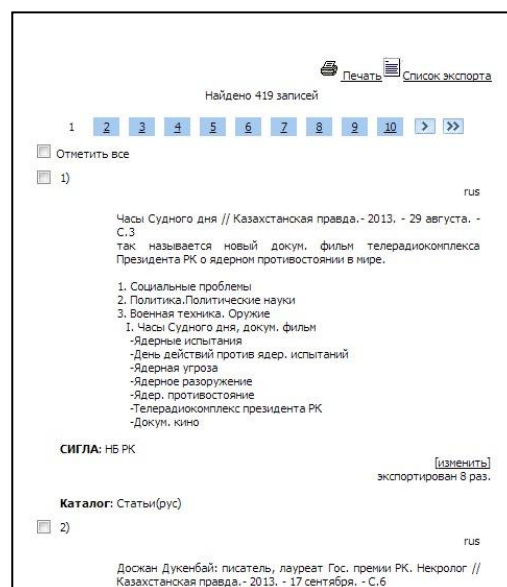 Печать Список экспорта
Найдено 419 записей
1 2 3 4 5 6 7 8 9 10 > >>
Отметить все
1)
rus
Часы Судного дня // Казахстанская правда.- 2013. - 29 августа. -
С.3
так называется новый докум. фильм телерадиокомплекса
Президента РК о ядерном противостоянии в мире.
1. Социальные проблемы
2. Политика.Политические науки
3. Военная техника. Оружие
I. Часы Судного дня, докум. фильм
-Ядерные испытания
-День действий против ядер. испытаний
-Ядерная угроза
-Ядерное разоружение
-Ядер. противостояние
-Телерадиокомплекс президента РК
-Докум. кино
СИГЛА: НБ РК
[изменить]
экспортирован 8 раз.
Каталог: Статьи(рус)
2)
rus
Досжан Дукенбай: писатель, лауреат Гос. премии РК. Некролог //
Казахстанская правда.- 2013. - 17 сентября. - С.6